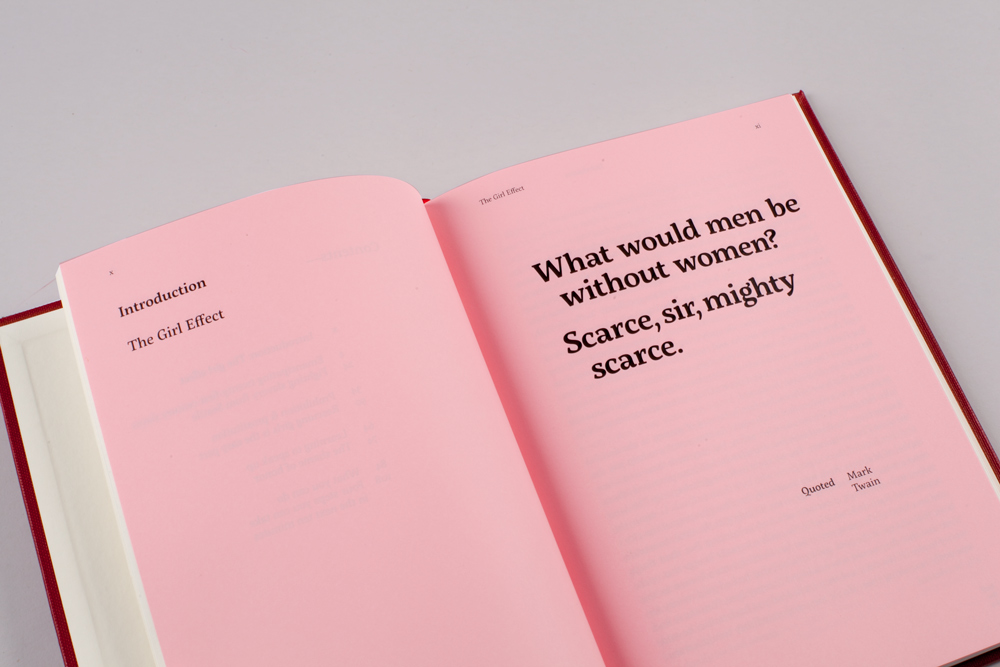 x
Introduction
The Girl Effect
xi
The Girl Effect
What would men be
without women?
Scarce, sir, mighty
scarce.
Quoted
Mark
Twain